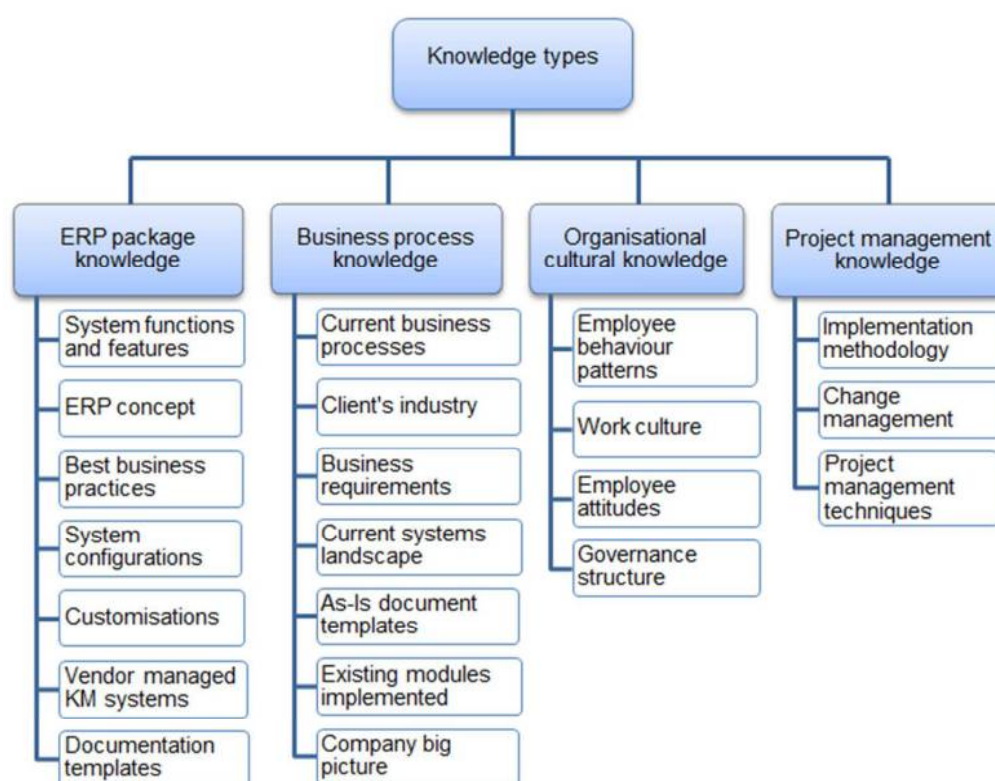 Knowledge types
ERP package
knowledge
System functions
and features
ERP concept
Best business
practices
System
configurations
Customisations
Vendor managed
KM systems
Documentation
templates
Business process
knowledge
Current business
processes
Client's industry
Business
requirements
Current systems
landscape
As-Is document
templates
Existing modules
implemented
Company big
picture
Organisational
cultural knowledge
Employee
behaviour
patterns
Work culture
Employee
attitudes
Governance
structure
Project management
knowledge
Implementation
methodology
Change
management
Project
management
techniques